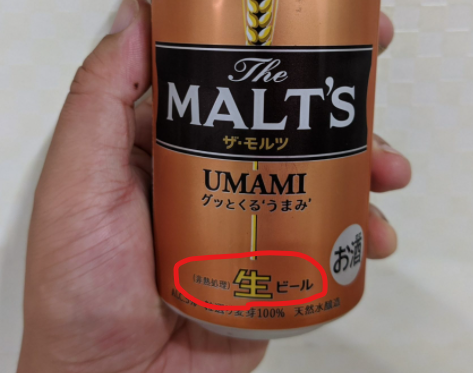 The
MALT'S
ザ・モルツ
UMAMI
グッとくる'うまみ'
お酒
(非熱処理) 生 ビール
麦芽100% 天然水醸造